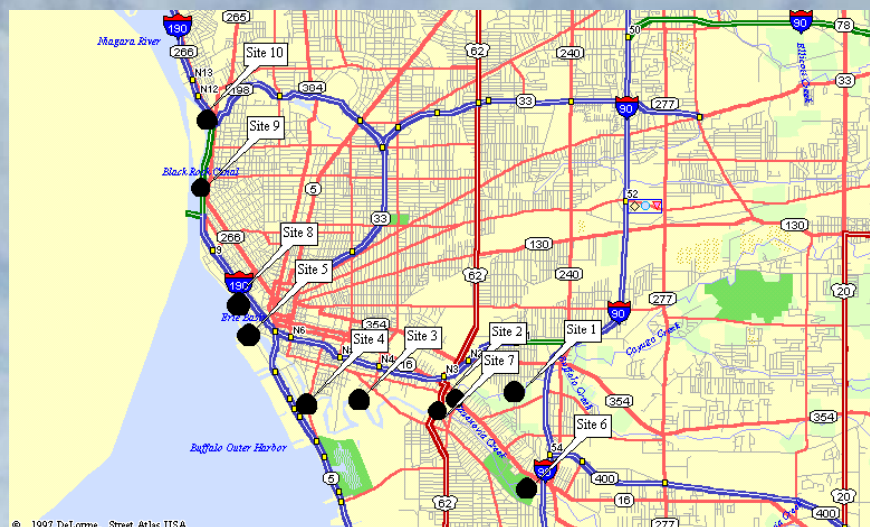 265
190
90
78
50
Niagara River
266
Site 10
62
240
Ellicott Creek
N13
33
N12
198
384
33
277
90
Site 9
Black Rock Canal
5
52
33
130
266
Site 8
130
9
62
240
Site 5
277
20
190
90
Erie Basin
354
Site 2
Site 1
N6
Site 4
Site 3
Cayuga Creek
N4
16
N3
Site 7
Buffalo Creek
354
354
Cazenovia Creek
Site 6
Buffalo Outer Harbor
54
90
5
400
16
20
62
277
400
© 1997 DeLorme Street Atlas USA